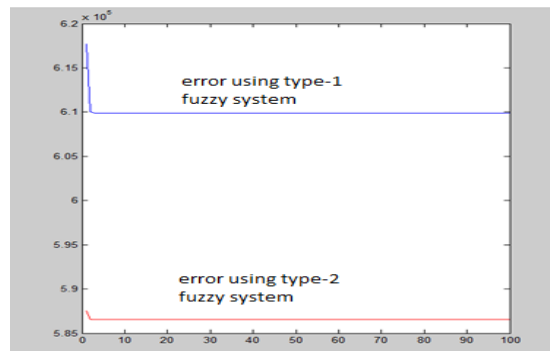 6.2 × 10⁵
6.15
error using type-1
fuzzy system
6.1
6.05
6
5.95
error using type-2
5.9
fuzzy system
5.85
0 10 20 30 40 50 60 70 80 90 100